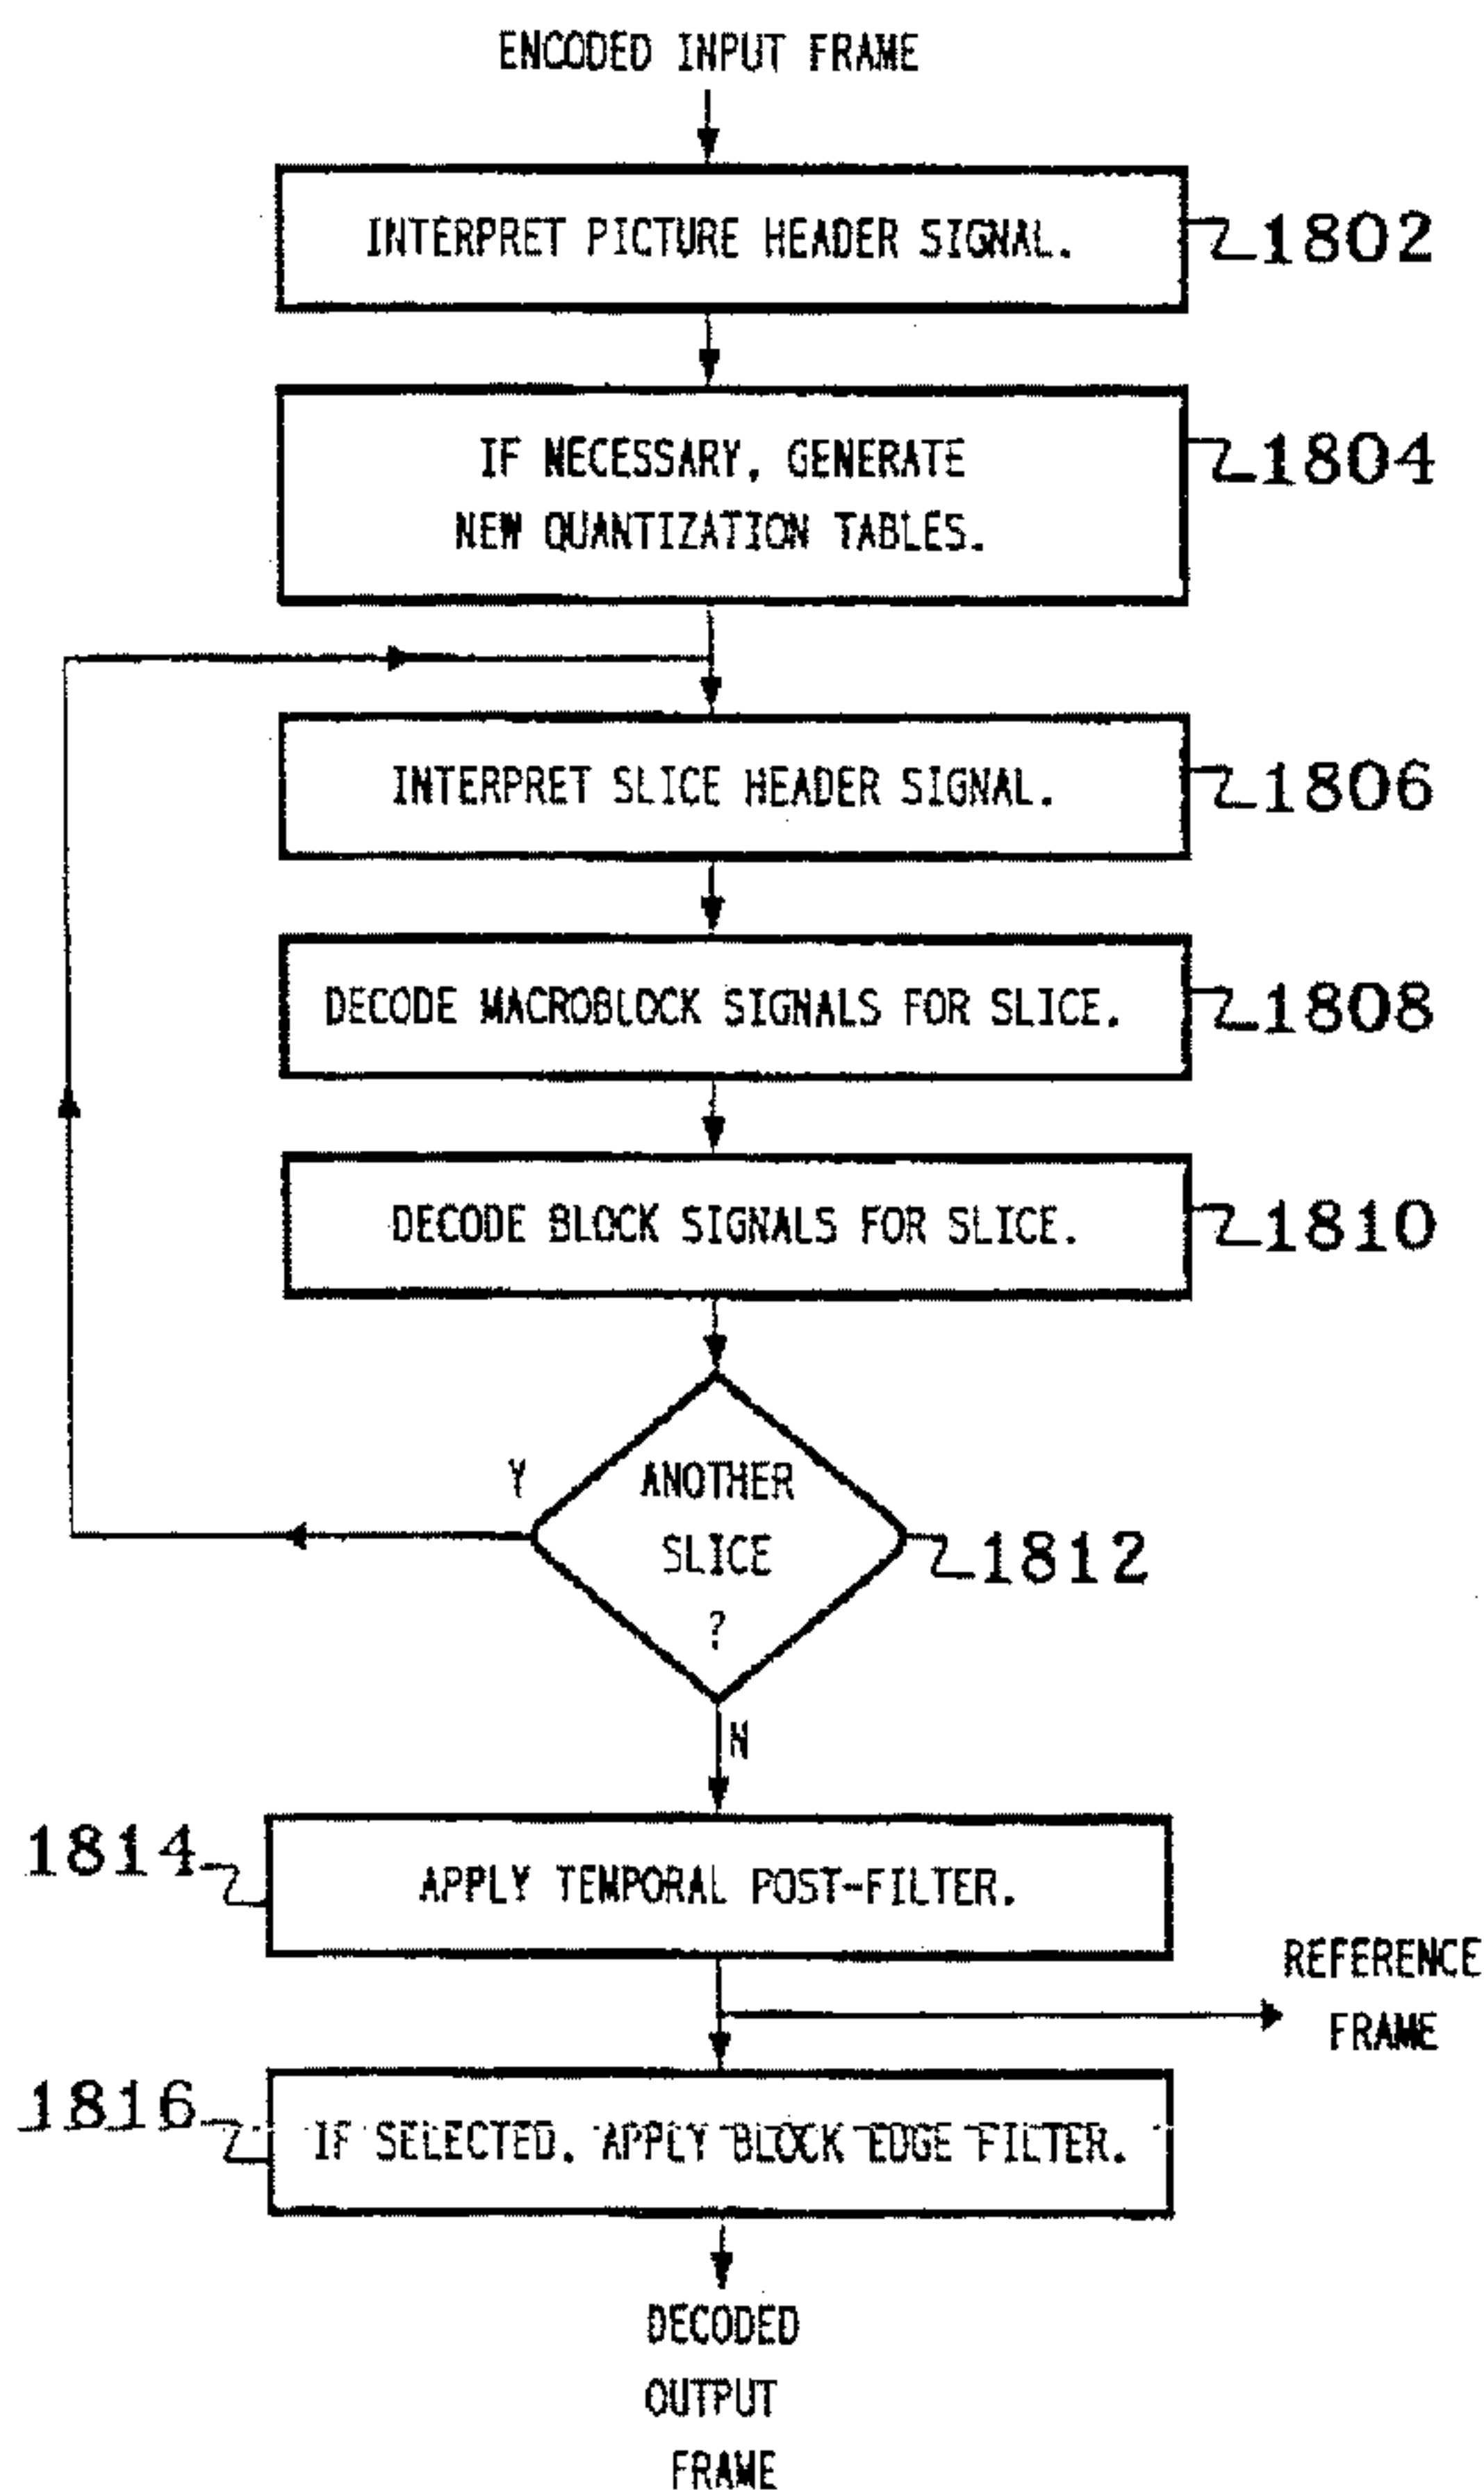 ENCODED INPUT FRAME
INTERPRET PICTURE HEADER SIGNAL.
1802
IF NECESSARY, GENERATE
NEW QUANTIZATION TABLES.
1804
INTERPRET SLICE HEADER SIGNAL.
1806
DECODE MACROBLOCK SIGNALS FOR SLICE.
1808
DECODE BLOCK SIGNALS FOR SLICE.
1810
Y
ANOTHER
SLICE
?
1812
N
1814
APPLY TEMPORAL POST-FILTER.
REFERENCE
FRAME
1816
IF SELECTED, APPLY BLOCK EDGE FILTER.
DECODED
OUTPUT
FRAME